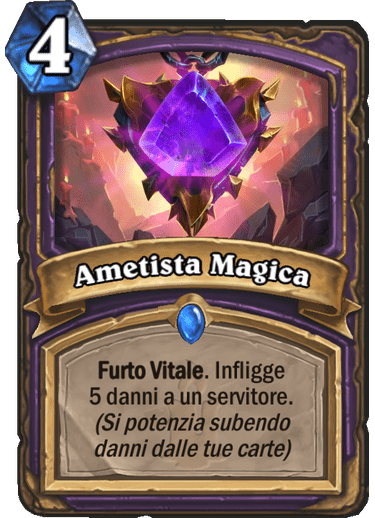 4
Ametista Magica
Furto Vitale. Infligge
5 danni a un servitore.
(Si potenzia subendo
danni dalle tue carte)